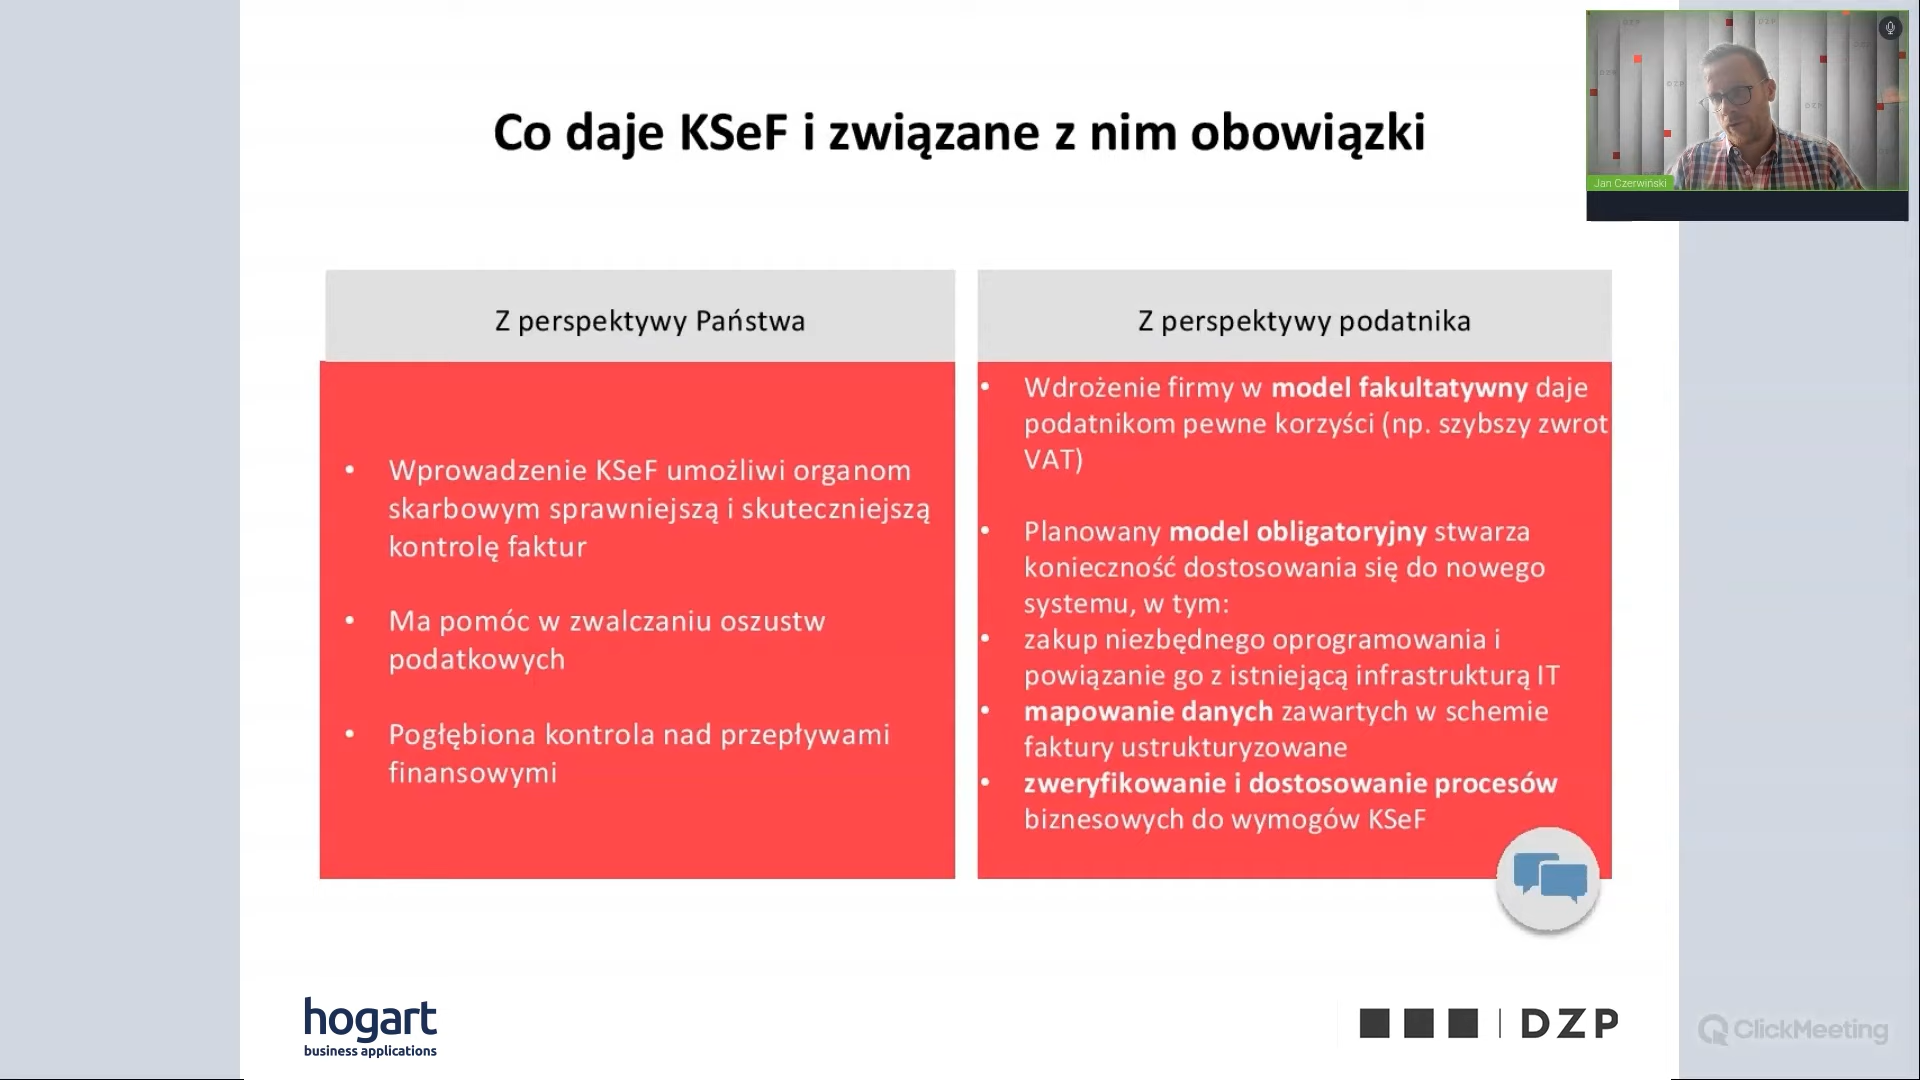 Co daje KSeF i związane z nim obowiązki
Jan Czerwiński
Z perspektywy Państwa
Wprowadzenie KSeF umożliwi organom
skarbowym sprawniejszą i skuteczniejszą
kontrolę faktur
Ma pomóc w zwalczaniu oszustw
podatkowych
Pogłębiona kontrola nad przepływami
finansowymi
Z perspektywy podatnika
Wdrożenie firmy w model fakultatywny daje
podatnikom pewne korzyści (np. szybszy zwrot
VAT)
Planowany model obligatoryjny stwarza
konieczność dostosowania się do nowego
systemu, w tym:
zakup niezbędnego oprogramowania i
powiązanie go z istniejącą infrastrukturą IT
mapowanie danych zawartych w schemie
faktury ustrukturyzowane
zweryfikowanie i dostosowanie procesów
biznesowych do wymogów KSeF
hogart
business applications
DZP
ClickMeeting